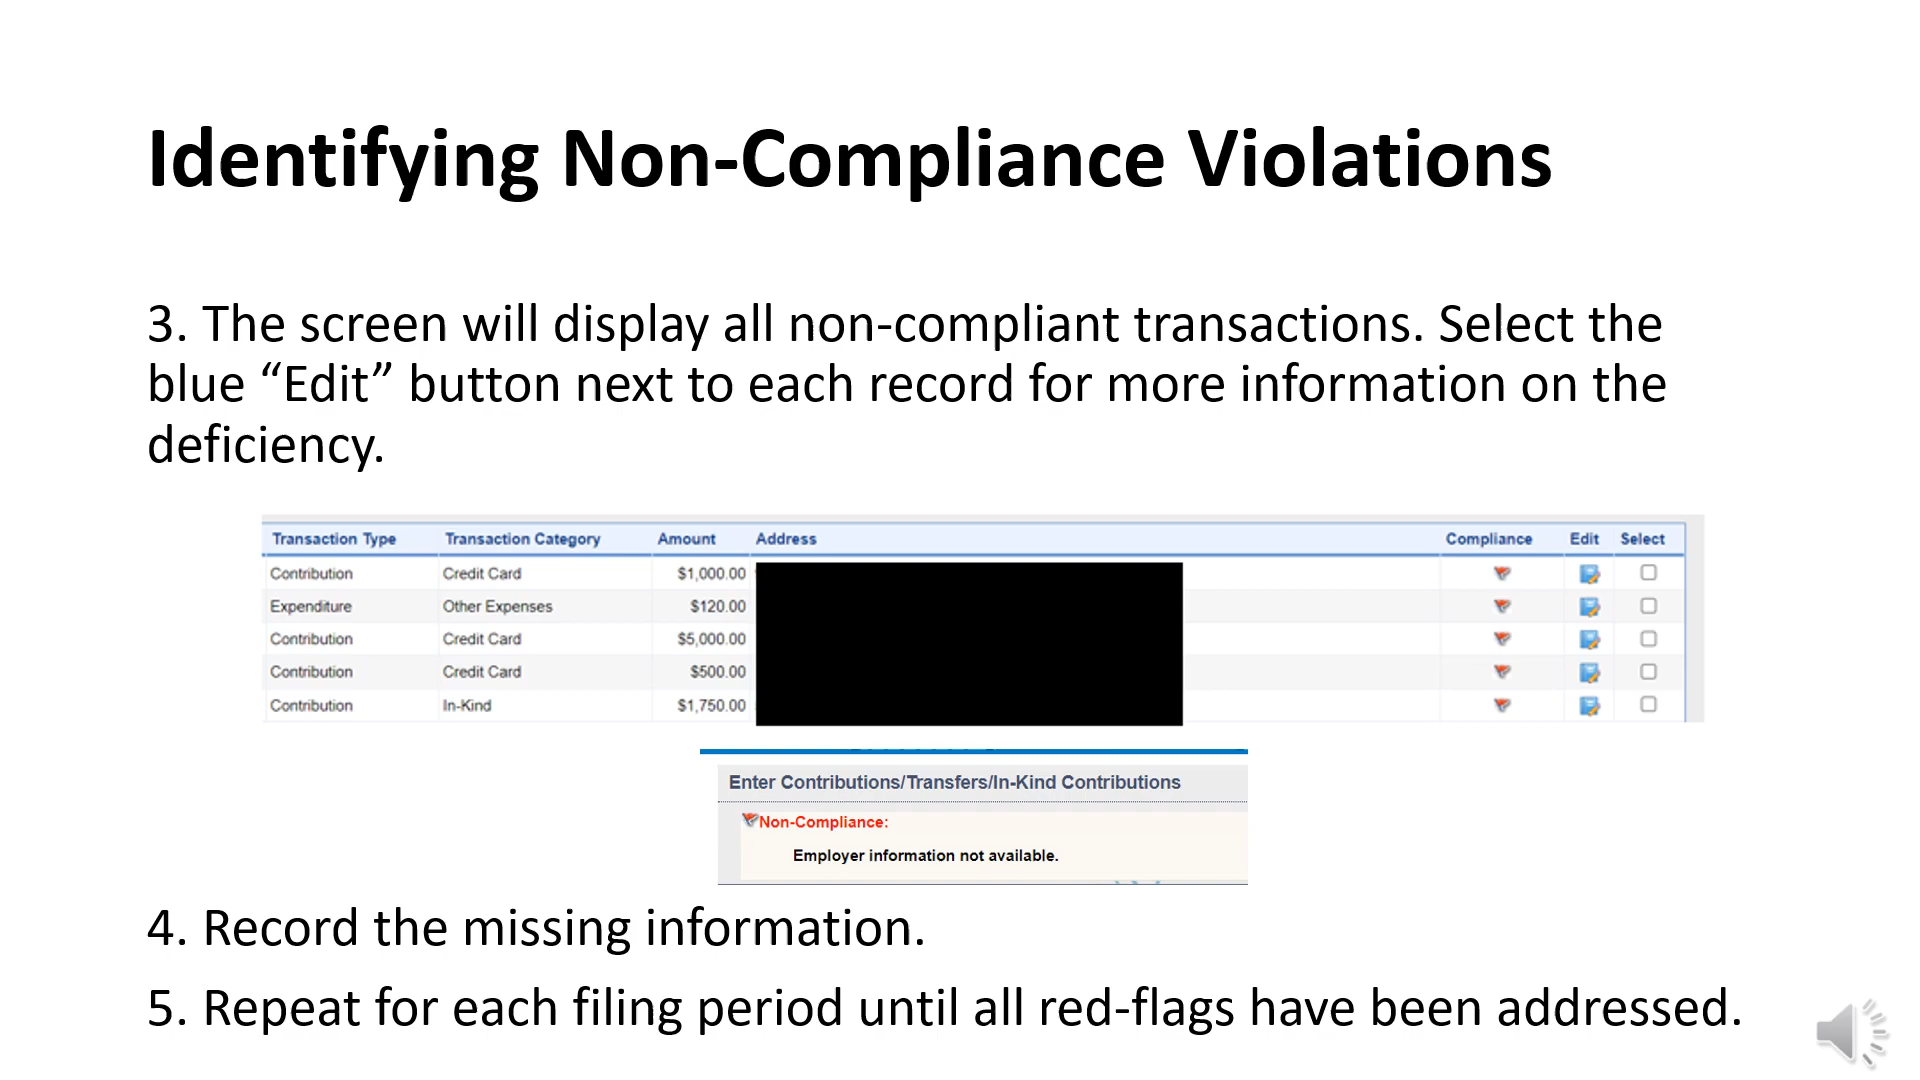 Identifying Non-Compliance Violations
3. The screen will display all non-compliant transactions. Select the
blue “Edit” button next to each record for more information on the
deficiency.
Transaction Type Transaction Category Amount Address Compliance Edit Select
Contribution Credit Card $1,000.00
Expenditure Other Expenses $120.00
Contribution Credit Card $5,000.00
Contribution Credit Card $500.00
Contribution In-Kind $1,750.00
Enter Contributions/Transfers/In-Kind Contributions
Non-Compliance:
Employer information not available.
4. Record the missing information.
5. Repeat for each filing period until all red-flags have been addressed.